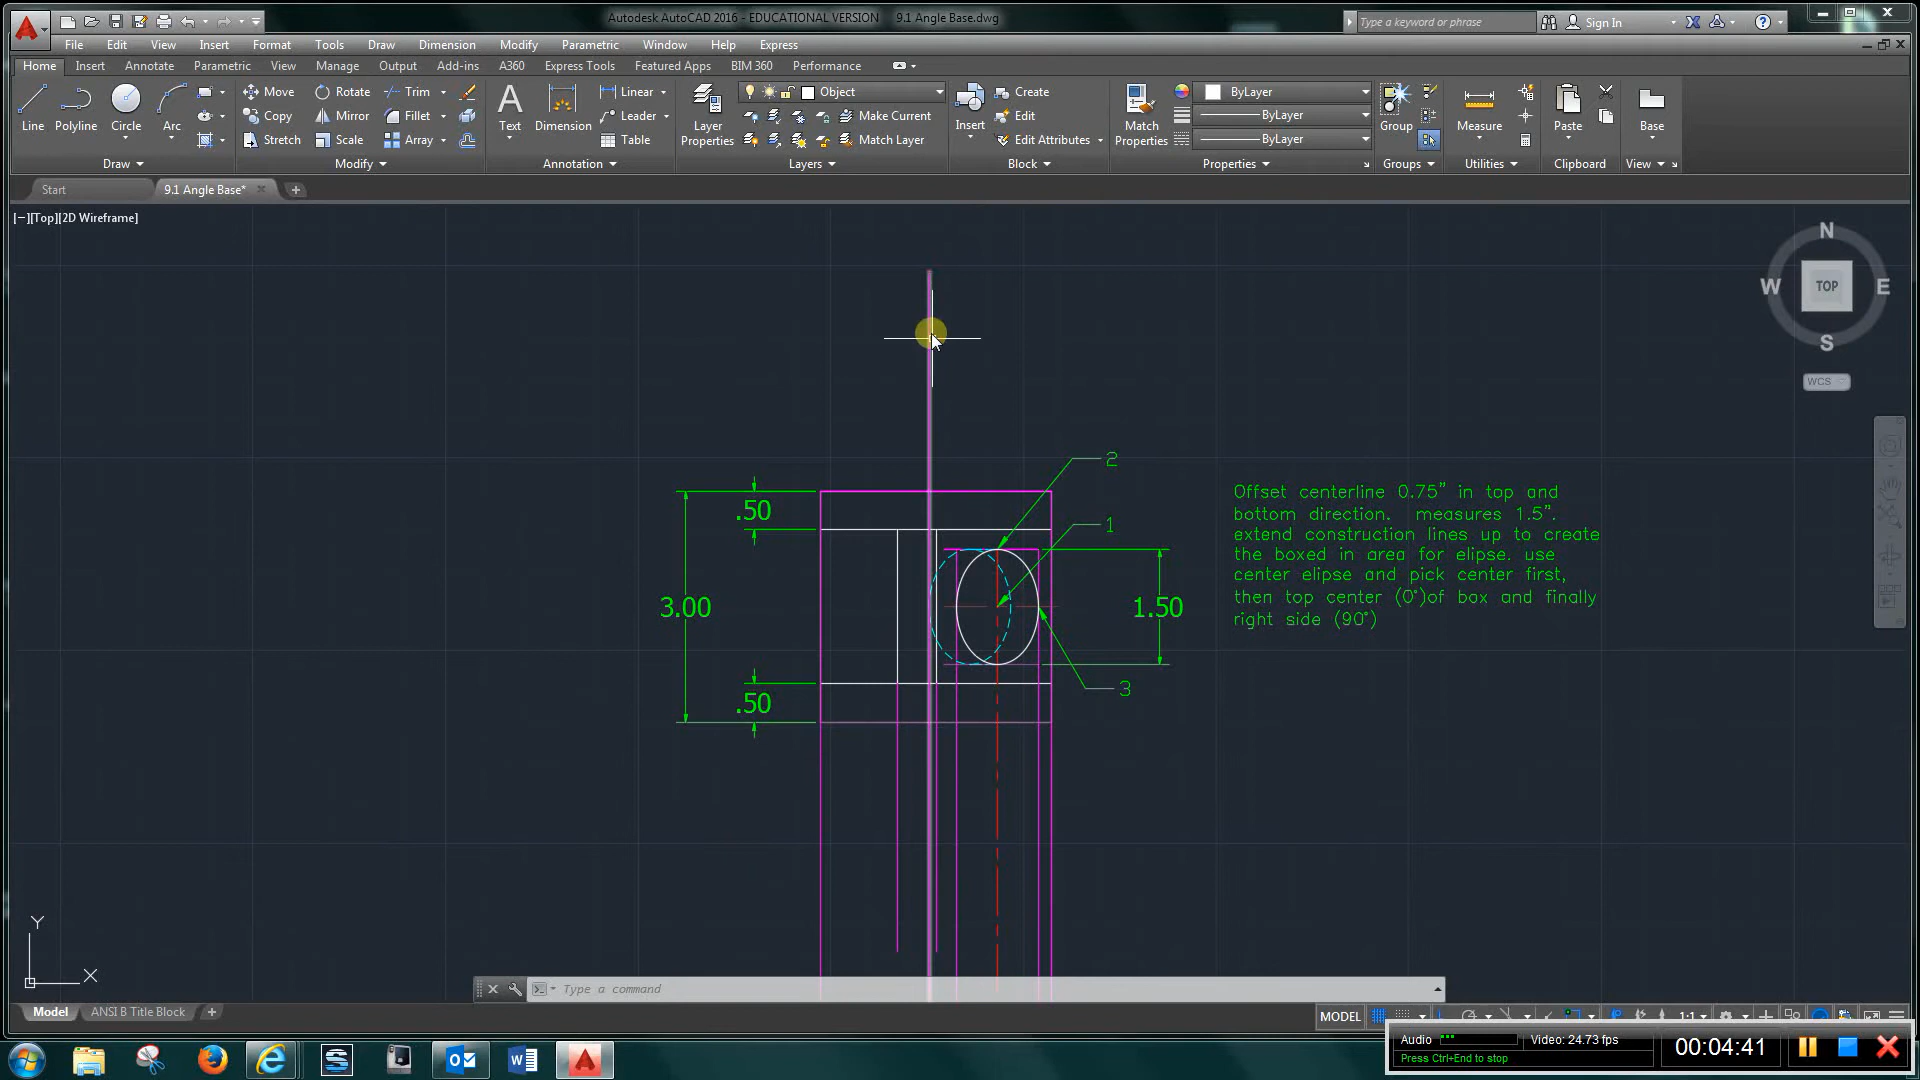 Autodesk AutoCAD 2016 - EDUCATIONAL VERSION 9.1 Angle Base.dwg
Type a keyword or phrase
Sign In
File Edit View Insert Format Tools Draw Dimension Modify Parametric Window Help Express
Home Insert Annotate Parametric View Manage Output Add-ins A360 Express Tools Featured Apps BIM 360 Performance
Move Rotate Trim Linear Object Create ByLayer
Line Polyline Circle Arc Copy Mirror Fillet Text Dimension Leader Layer Properties Make Current Insert Edit Match Properties ByLayer Group Measure Paste Base
Stretch Scale Array Table Match Layer Edit Attributes ByLayer
Draw Modify Annotation Layers Block Properties Groups Utilities Clipboard View
Start 9.1 Angle Base*
[−][Top][2D Wireframe]
N
W TOP E
S
WCS
2
1
.50
3.00
.50
1.50
3
Offset centerline 0.75" in top and
bottom direction. measures 1.5".
extend construction lines up to create
the boxed in area for elipse. use
center elipse and pick center first,
then top center (0°)of box and finally
right side (90°)
Y
X
Type a command
Model ANSI B Title Block
MODEL 1:1
Audio Video: 24.73 fps
Press Ctrl+End to stop
00:04:41